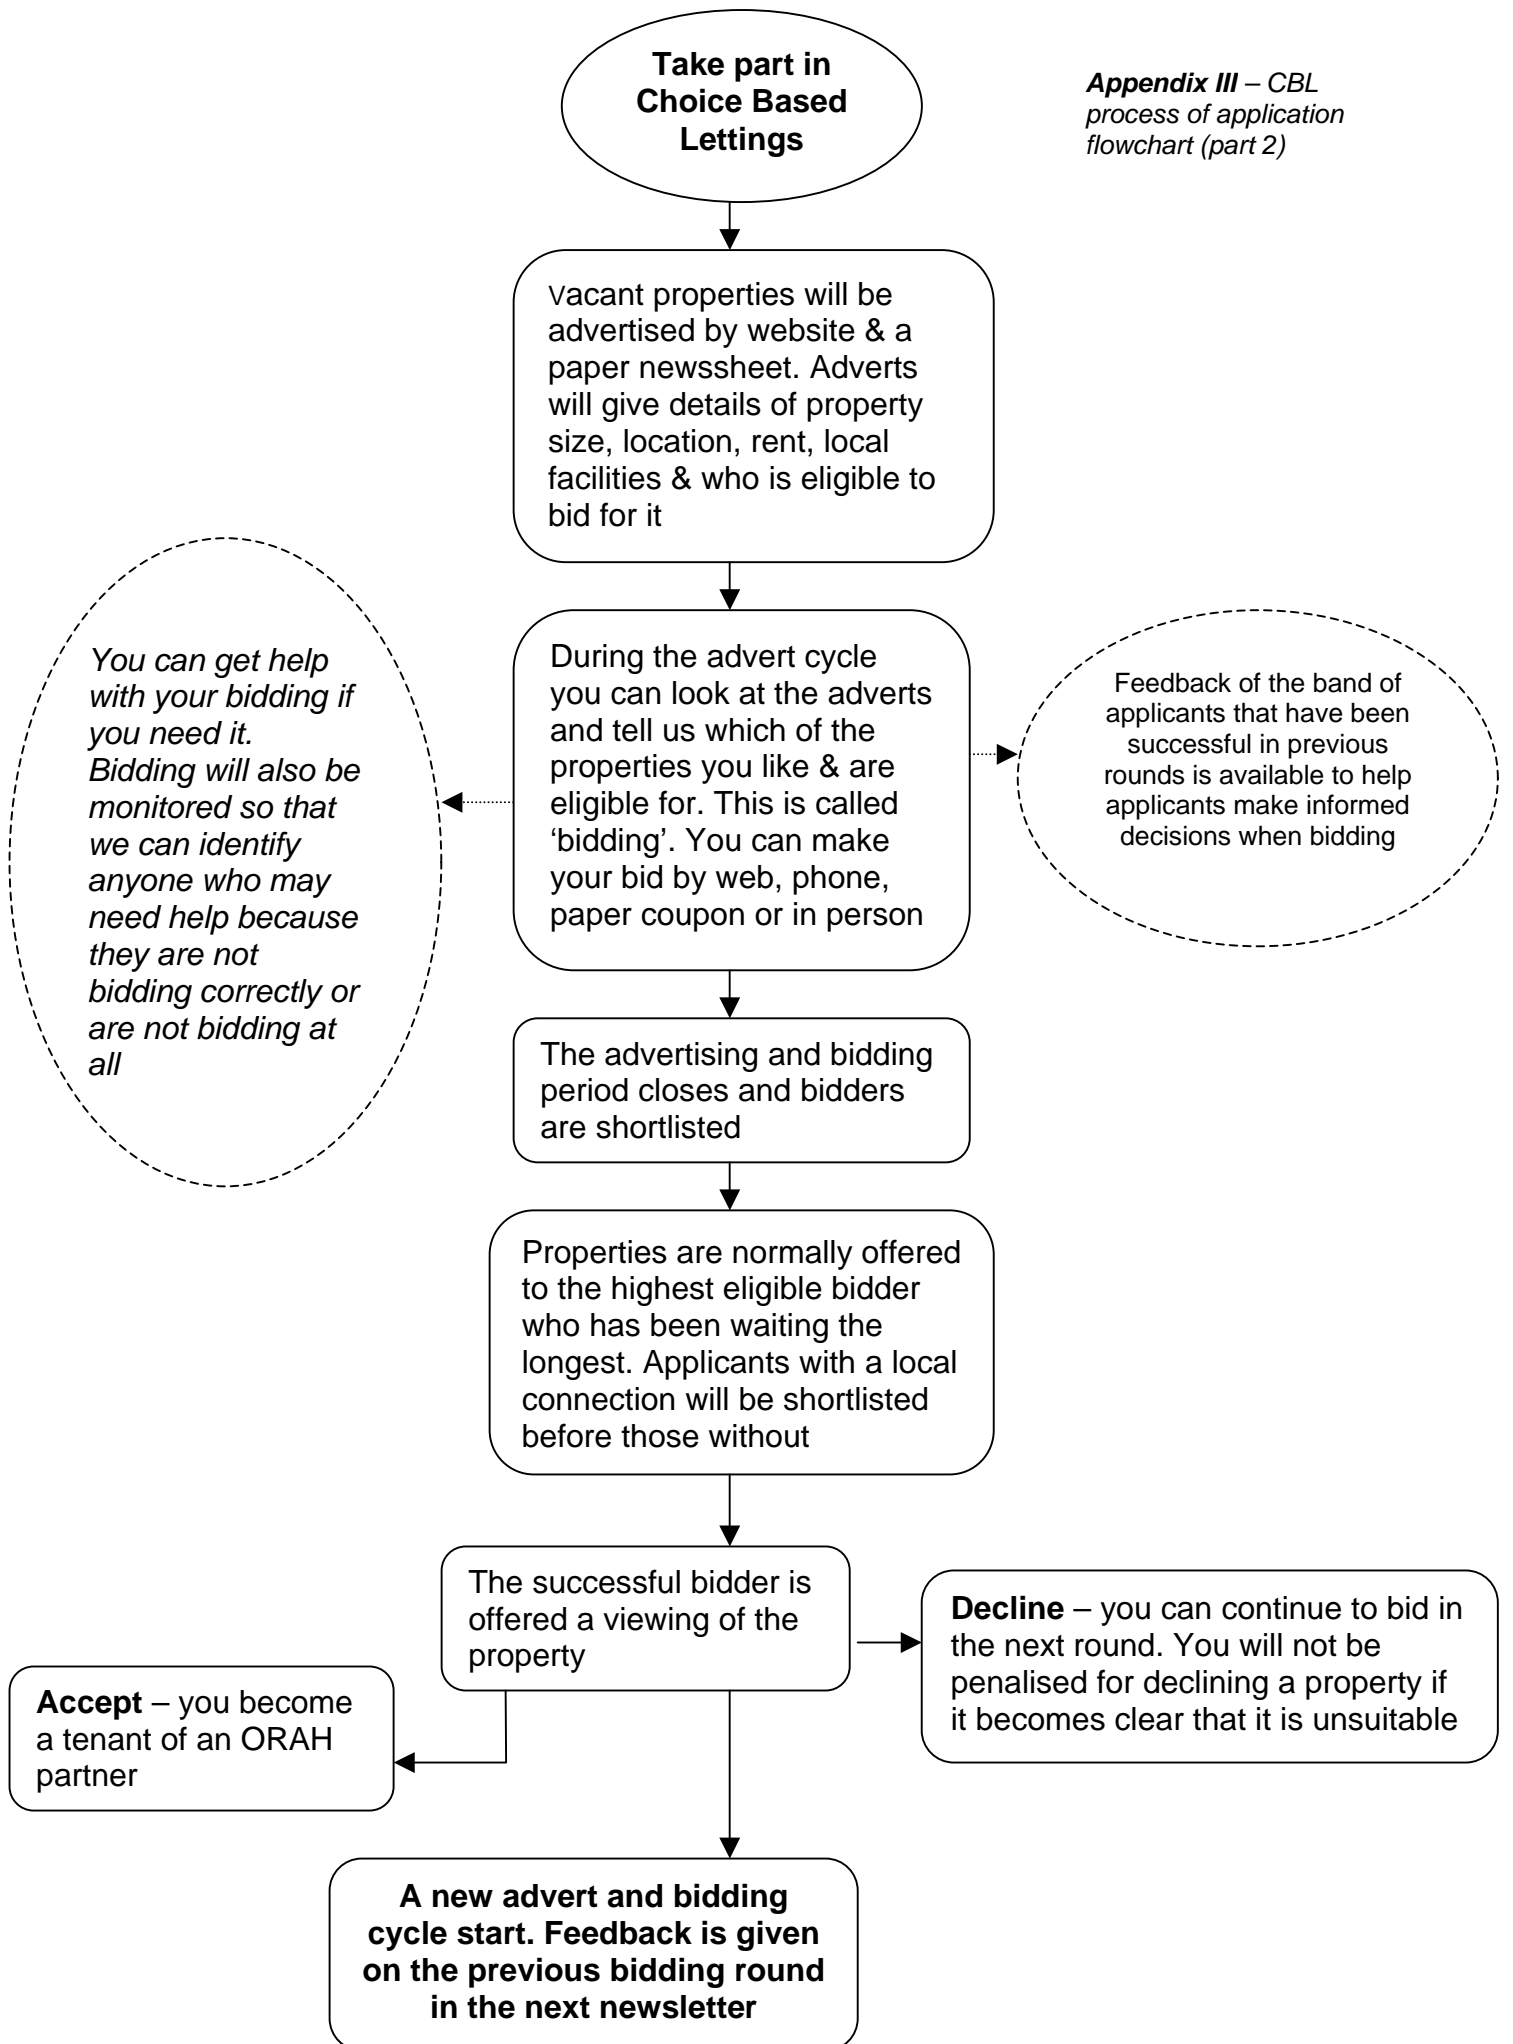 Take part in
Choice Based
Lettings
Appendix III – CBL
process of application
flowchart (part 2)
Vacant properties will be
advertised by website & a
paper newssheet. Adverts
will give details of property
size, location, rent, local
facilities & who is eligible to
bid for it
You can get help
with your bidding if
you need it.
Bidding will also be
monitored so that
we can identify
anyone who may
need help because
they are not
bidding correctly or
are not bidding at
all
During the advert cycle
you can look at the adverts
and tell us which of the
properties you like & are
eligible for. This is called
‘bidding’. You can make
your bid by web, phone,
paper coupon or in person
Feedback of the band of
applicants that have been
successful in previous
rounds is available to help
applicants make informed
decisions when bidding
The advertising and bidding
period closes and bidders
are shortlisted
Properties are normally offered
to the highest eligible bidder
who has been waiting the
longest. Applicants with a local
connection will be shortlisted
before those without
The successful bidder is
offered a viewing of the
property
Decline – you can continue to bid in
the next round. You will not be
penalised for declining a property if
it becomes clear that it is unsuitable
Accept – you become
a tenant of an ORAH
partner
A new advert and bidding
cycle start. Feedback is given
on the previous bidding round
in the next newsletter